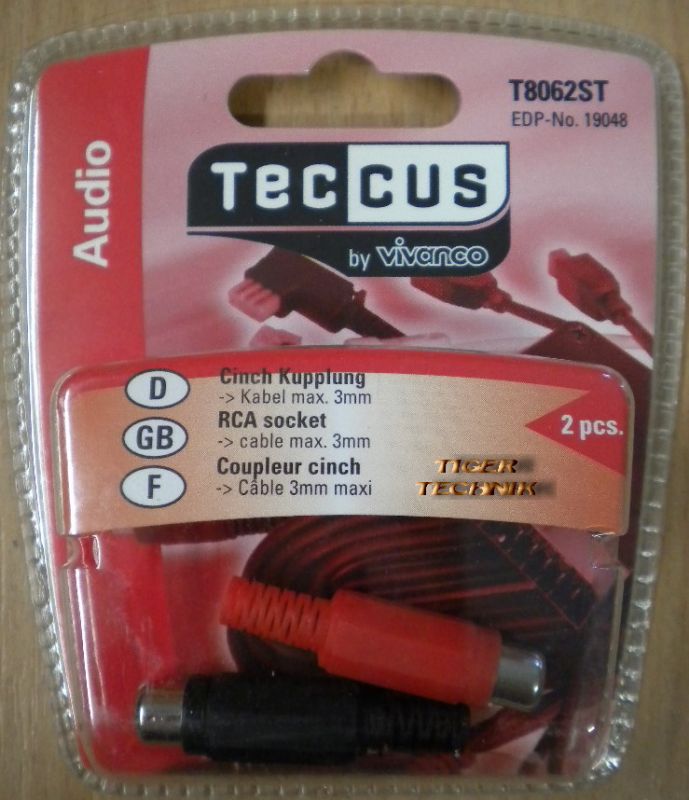 T8062ST
EDP-No. 19048
Audio
Teccus
by vivanco
D
Cinch Kupplung
-> Kabel max. 3mm
GB
RCA socket
-> cable max. 3mm
2 pcs.
F
Coupleur cinch
-> Câble 3mm maxi
TIGER
TECHNIK